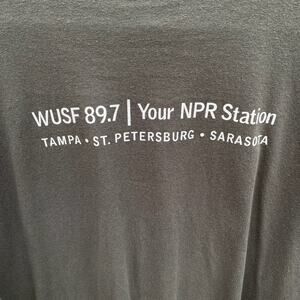 WUSF 89.7 | Your NPR Station
TAMPA • ST. PETERSBURG • SARASOTA